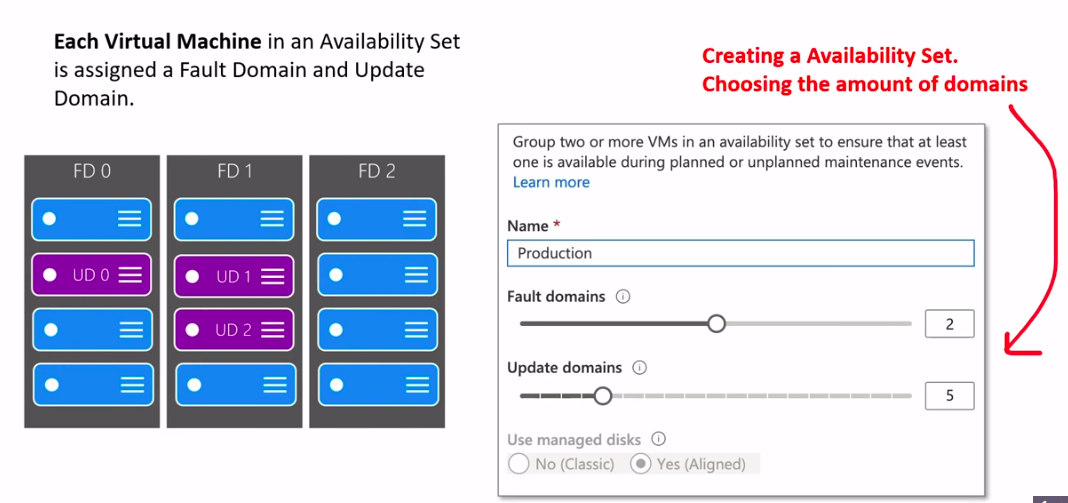 Each Virtual Machine in an Availability Set
is assigned a Fault Domain and Update
Domain.
Creating a Availability Set.
Choosing the amount of domains
FD 0
FD 1
FD 2
UD 0
UD 1
UD 2
Group two or more VMs in an availability set to ensure that at least
one is available during planned or unplanned maintenance events.
Learn more
Name *
Production
Fault domains
2
Update domains
5
Use managed disks
No (Classic) Yes (Aligned)